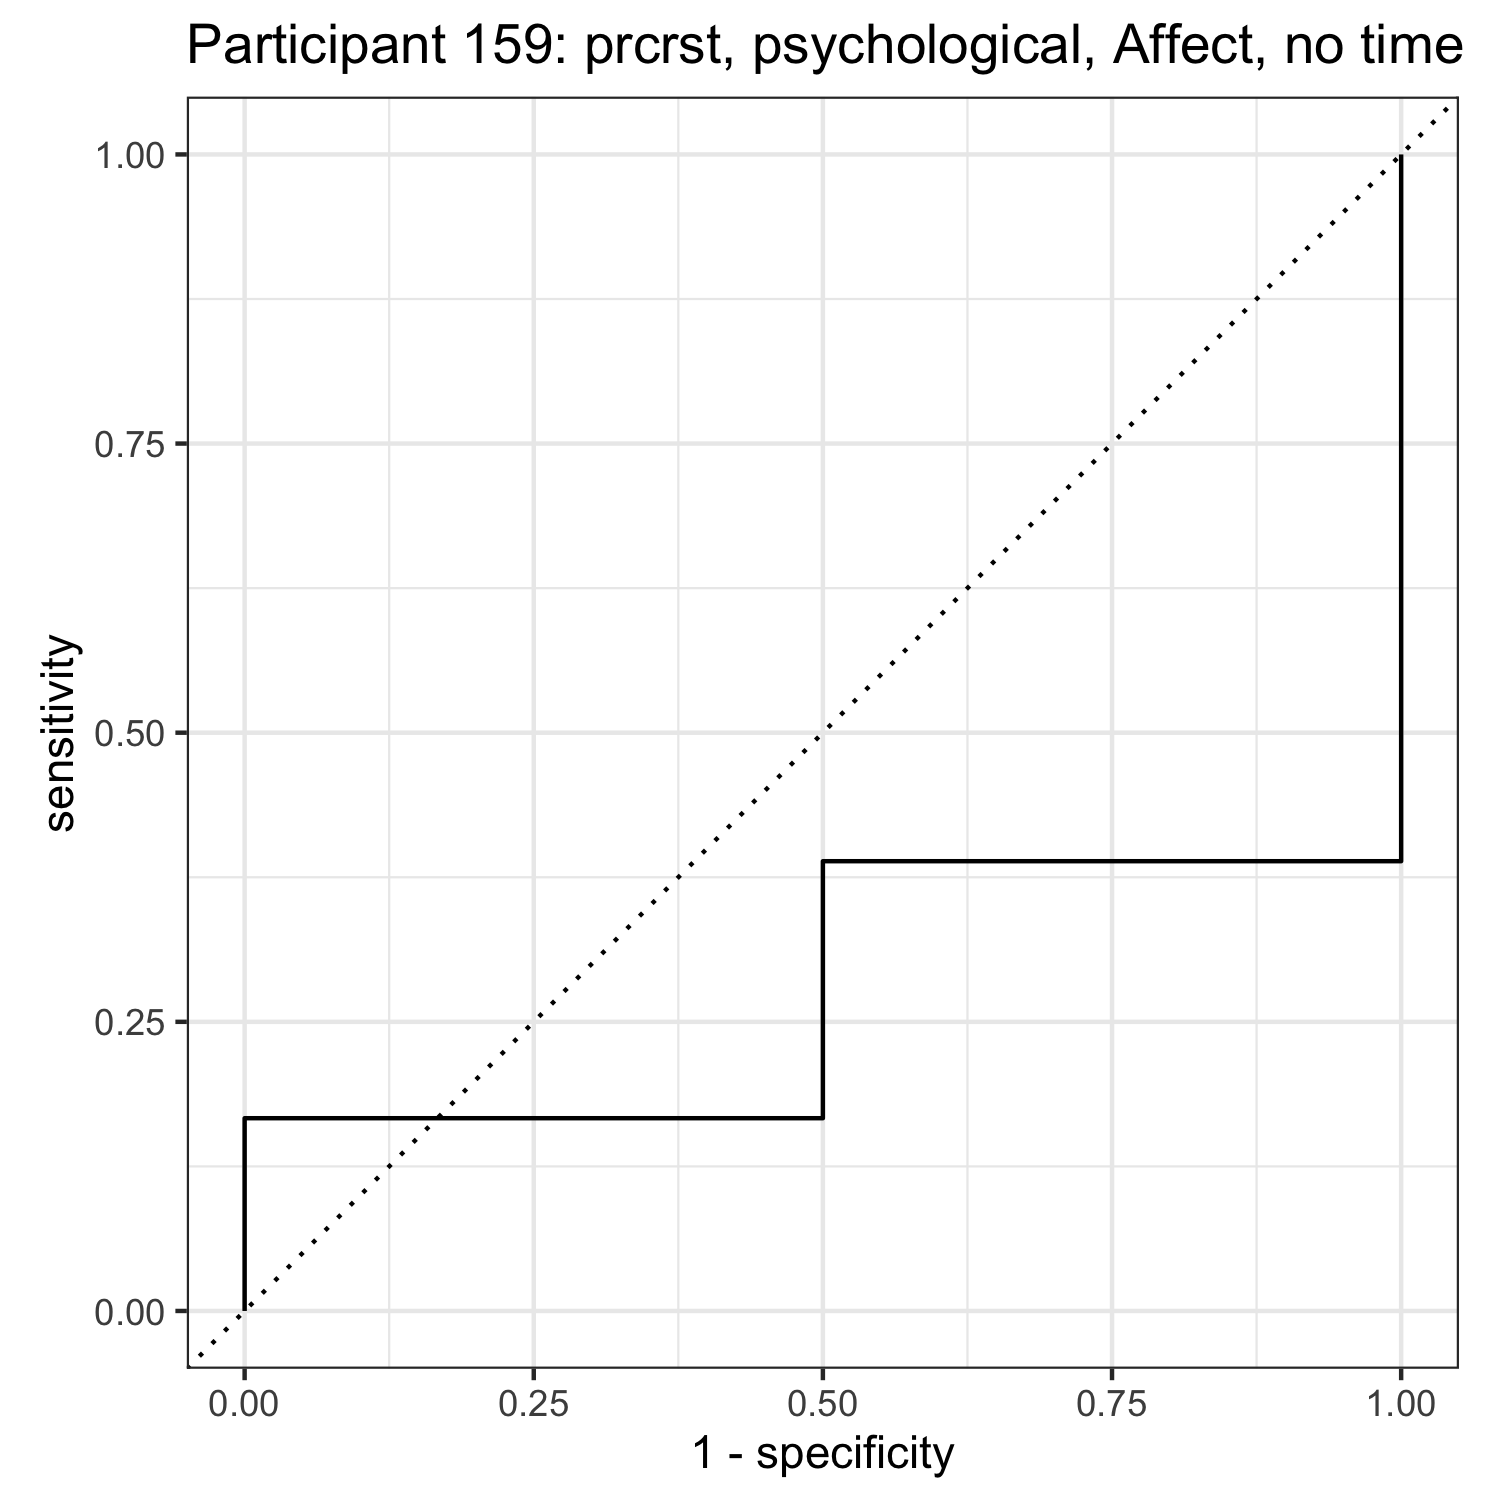 Participant 159: prcrst, psychological, Affect, no time
1.00
0.75
0.50
0.25
0.00
sensitivity
0.00 0.25 0.50 0.75 1.00
1 - specificity